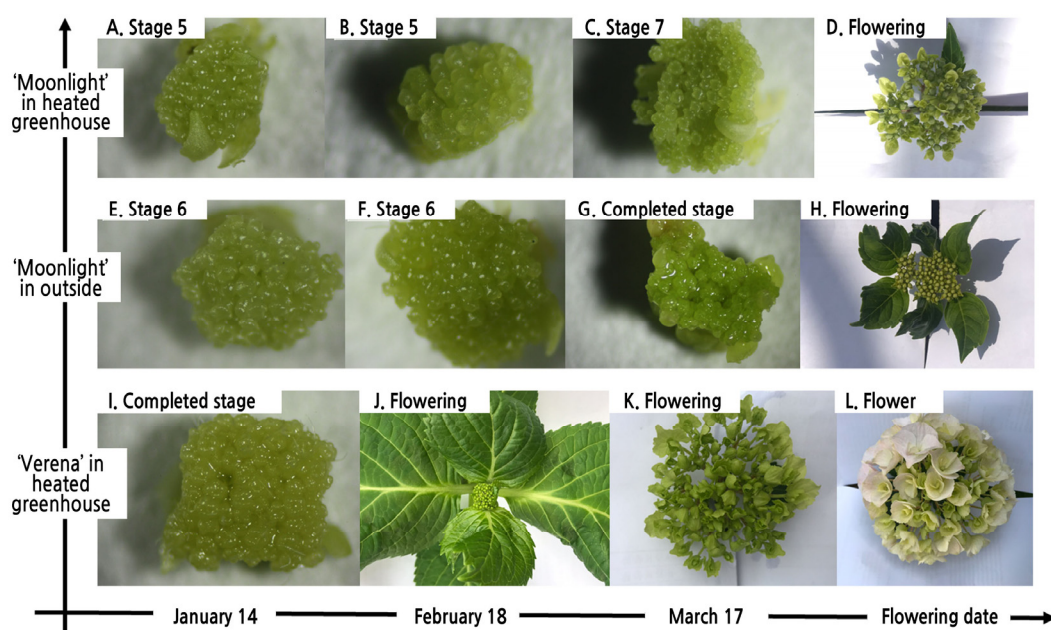 A. Stage 5
B. Stage 5
C. Stage 7
D. Flowering
'Moonlight'
in heated
greenhouse
E. Stage 6
F. Stage 6
G. Completed stage
H. Flowering
'Moonlight'
in outside
I. Completed stage
J. Flowering
K. Flowering
L. Flower
'Verena' in
heated
greenhouse
January 14
February 18
March 17
Flowering date